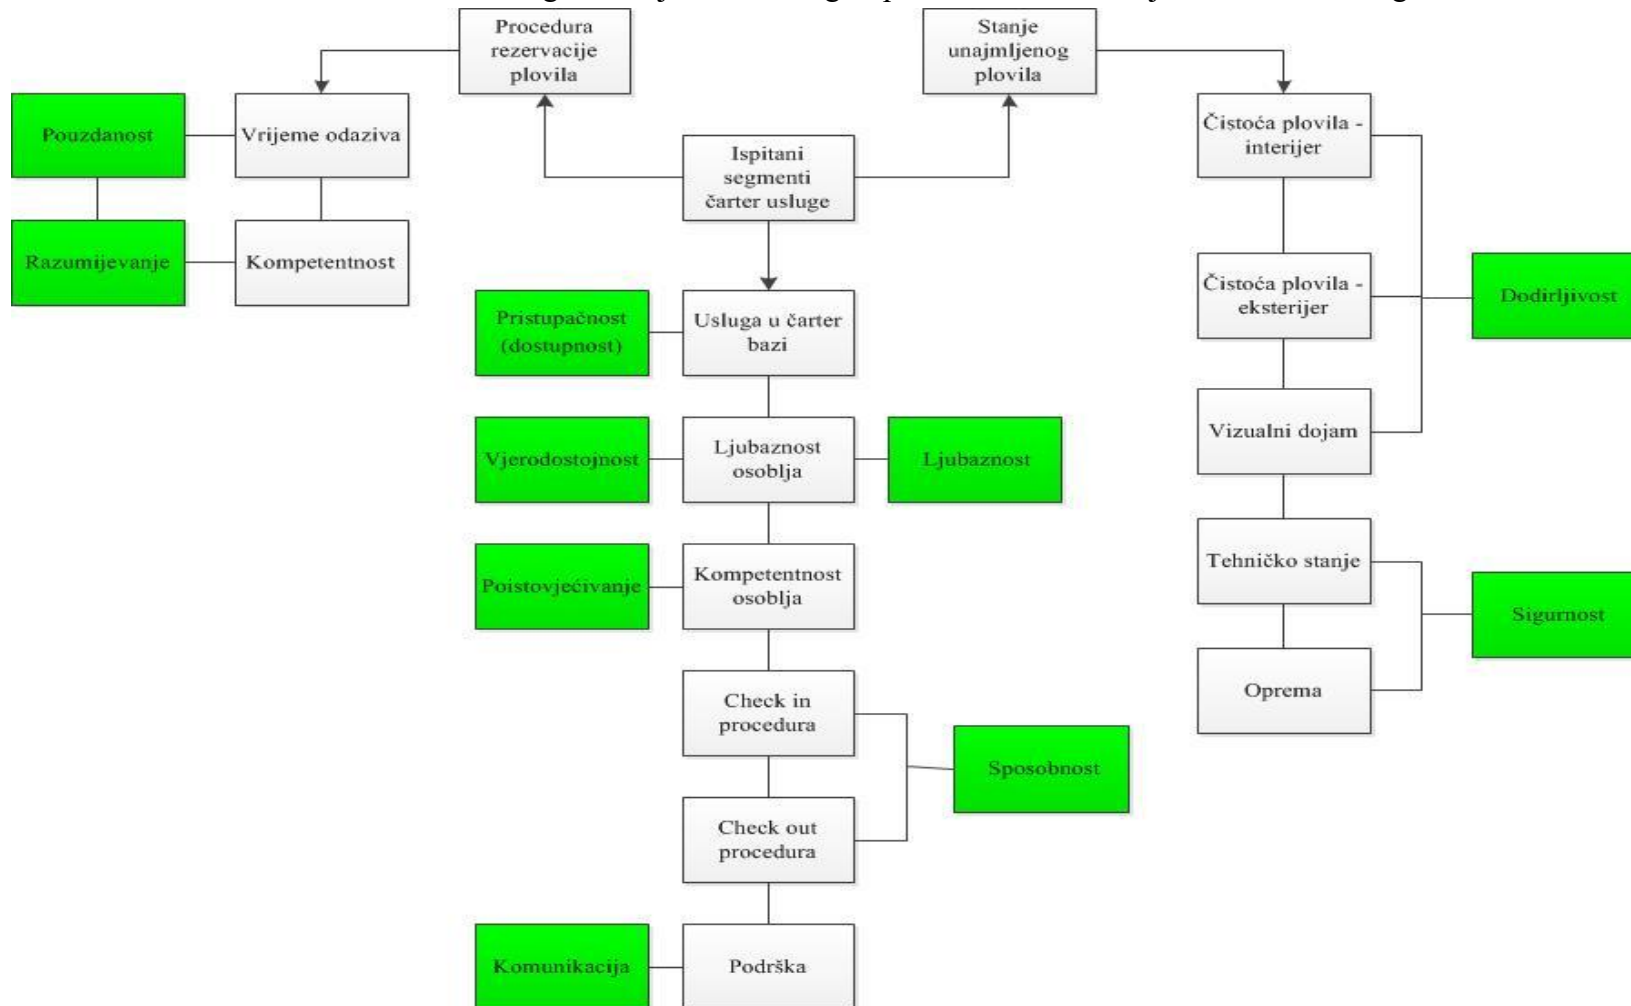 Procedura
rezervacije
plovila
Stanje
unajmljenog
plovila
Pouzdanost
Vrijeme odaziva
Čistoća plovila -
interijer
Ispitani
segmenti
čarter usluge
Razumijevanje
Kompetentnost
Čistoća plovila -
eksterijer
Dodirljivost
Pristupačnost
(dostupnost)
Usluga u čarter
bazi
Vizualni dojam
Vjerodostojnost
Ljubaznost
osoblja
Ljubaznost
Tehničko stanje
Poistovjećivanje
Kompetentnost
osoblja
Sigurnost
Oprema
Check in
procedura
Sposobnost
Check out
procedura
Komunikacija
Podrška